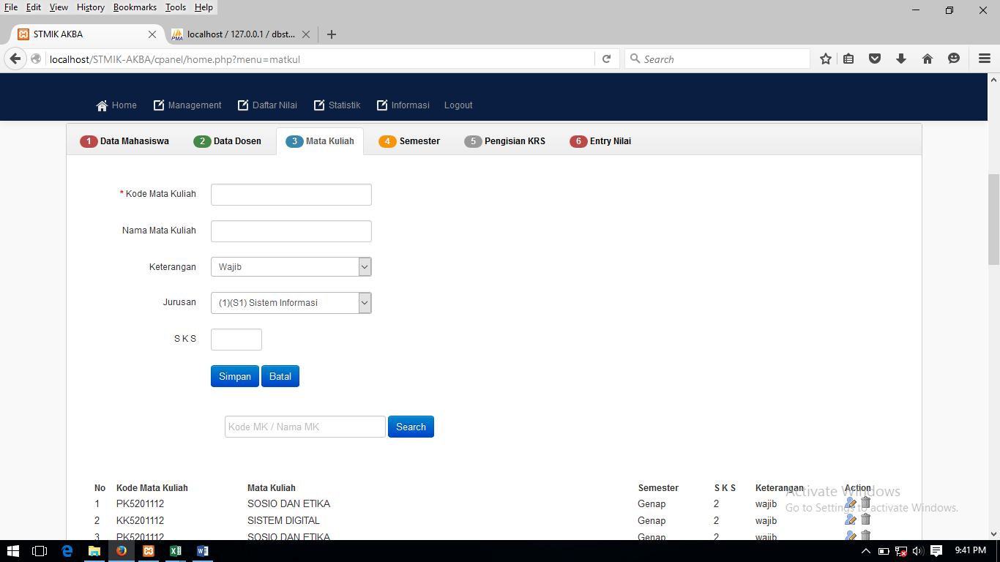 File Edit View History Bookmarks Tools Help
STMIK AKBA
localhost / 127.0.0.1 / dbst...
localhost/STMIK-AKBA/cpanel/home.php?menu=matkul
Search
Home Management Daftar Nilai Statistik Informasi Logout
1 Data Mahasiswa 2 Data Dosen 3 Mata Kuliah 4 Semester 5 Pengisian KRS 6 Entry Nilai
* Kode Mata Kuliah
Nama Mata Kuliah
Keterangan Wajib
Jurusan (1)(S1) Sistem Informasi
S K S
Simpan Batal
Kode MK / Nama MK Search
No Kode Mata Kuliah Mata Kuliah Semester S K S Keterangan Action
1 PK5201112 SOSIO DAN ETIKA Genap 2 wajib
2 KK5201112 SISTEM DIGITAL Genap 2 wajib
3 PK5201112 SOSIO DAN ETIKA Genap 2 wajib
Activate Windows
Go to Settings to activate Windows.
9:41 PM